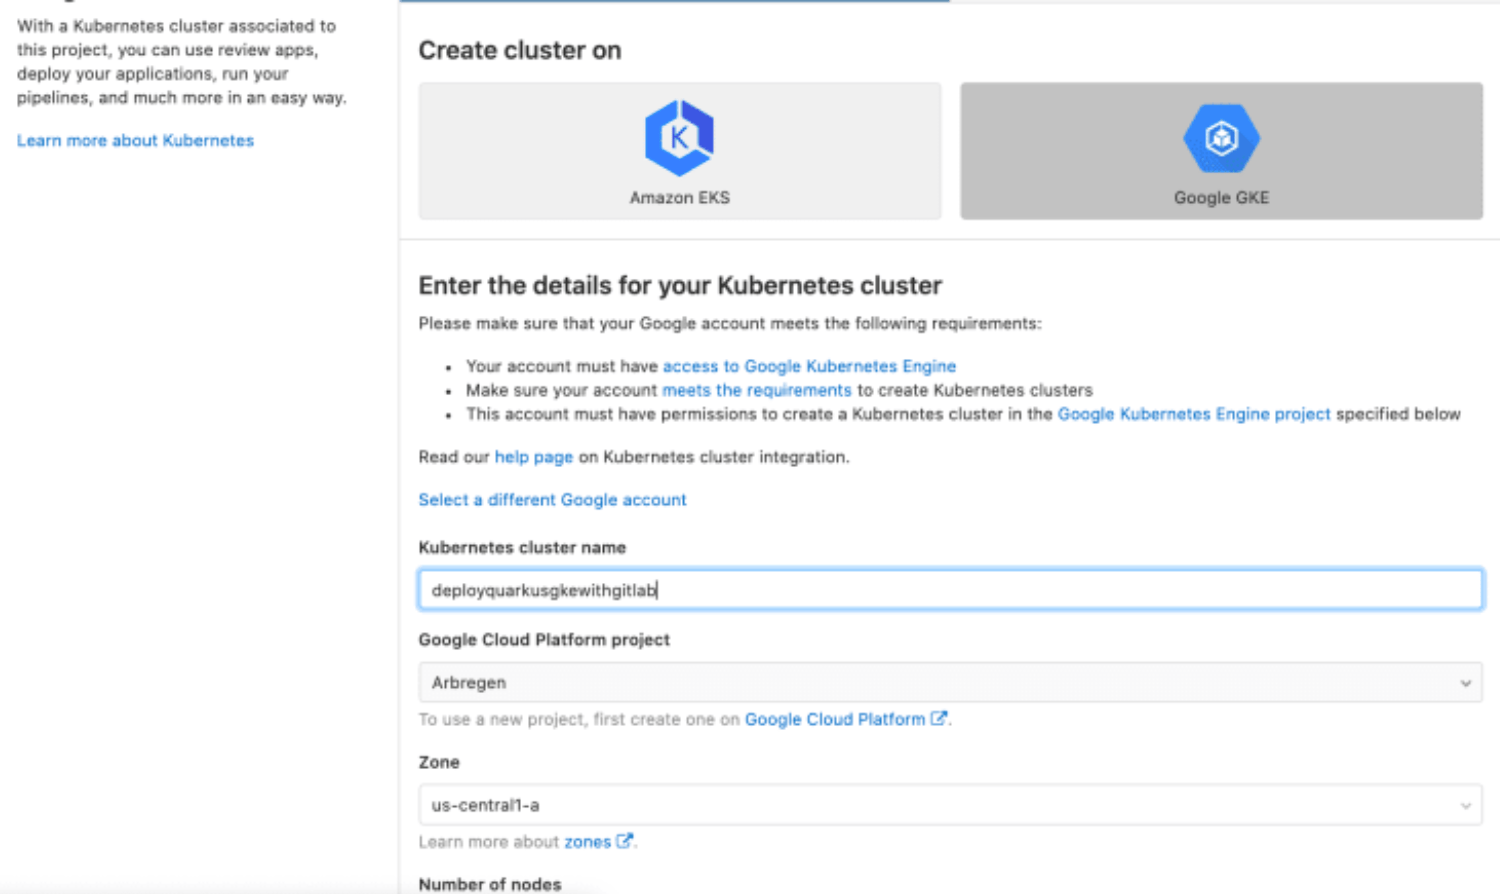 With a Kubernetes cluster associated to
this project, you can use review apps,
deploy your applications, run your
pipelines, and much more in an easy way.
Learn more about Kubernetes
Create cluster on
Amazon EKS
Google GKE
Enter the details for your Kubernetes cluster
Please make sure that your Google account meets the following requirements:
• Your account must have access to Google Kubernetes Engine
• Make sure your account meets the requirements to create Kubernetes clusters
• This account must have permissions to create a Kubernetes cluster in the Google Kubernetes Engine project specified below
Read our help page on Kubernetes cluster integration.
Select a different Google account
Kubernetes cluster name
deployquarkusgkewithgitlab
Google Cloud Platform project
Arbregen
To use a new project, first create one on Google Cloud Platform.
Zone
us-central1-a
Learn more about zones.
Number of nodes